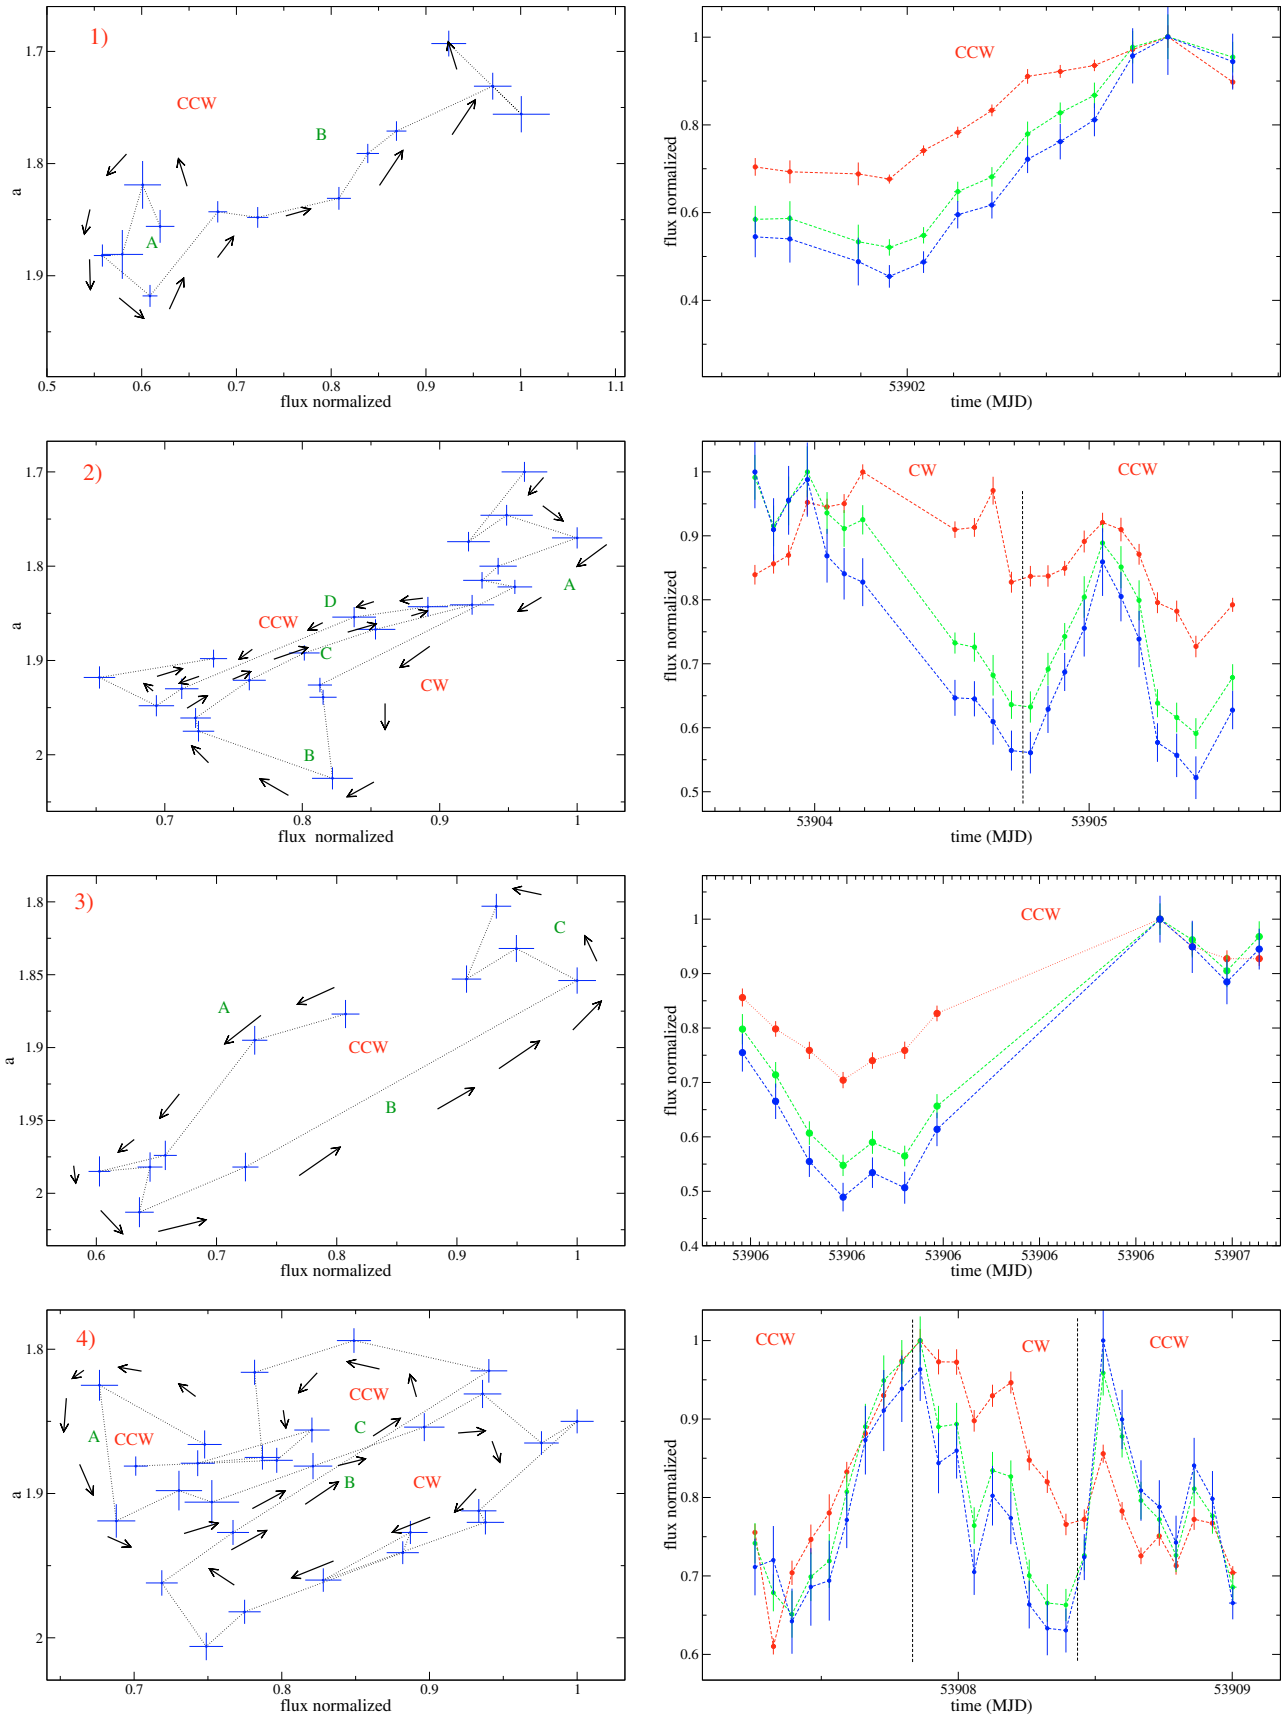 1)
CCW
B
A
a
1.7
1.8
1.9
0.5 0.6 0.7 0.8 0.9 1 1.1
flux normalized
CCW
flux normalized
1
0.8
0.6
0.4
53902
time (MJD)
2)
A
D
CCW
C
CW
B
a
1.7
1.8
1.9
2
0.7 0.8 0.9 1
flux normalized
CW CCW
flux normalized
1
0.9
0.8
0.7
0.6
0.5
53904 53905
time (MJD)
3)
C
A
CCW
B
a
1.8
1.85
1.9
1.95
2
0.6 0.7 0.8 0.9 1
flux normalized
CCW
flux normalized
1
0.9
0.8
0.7
0.6
0.5
0.4
53906 53906 53906 53906 53906 53907
time (MJD)
4)
CCW
C
A
CCW
B
CW
a
1.8
1.9
2
0.7 0.8 0.9 1
flux normalized
CCW CW CCW
flux normalized
1
0.9
0.8
0.7
0.6
53908 53909
time (MJD)